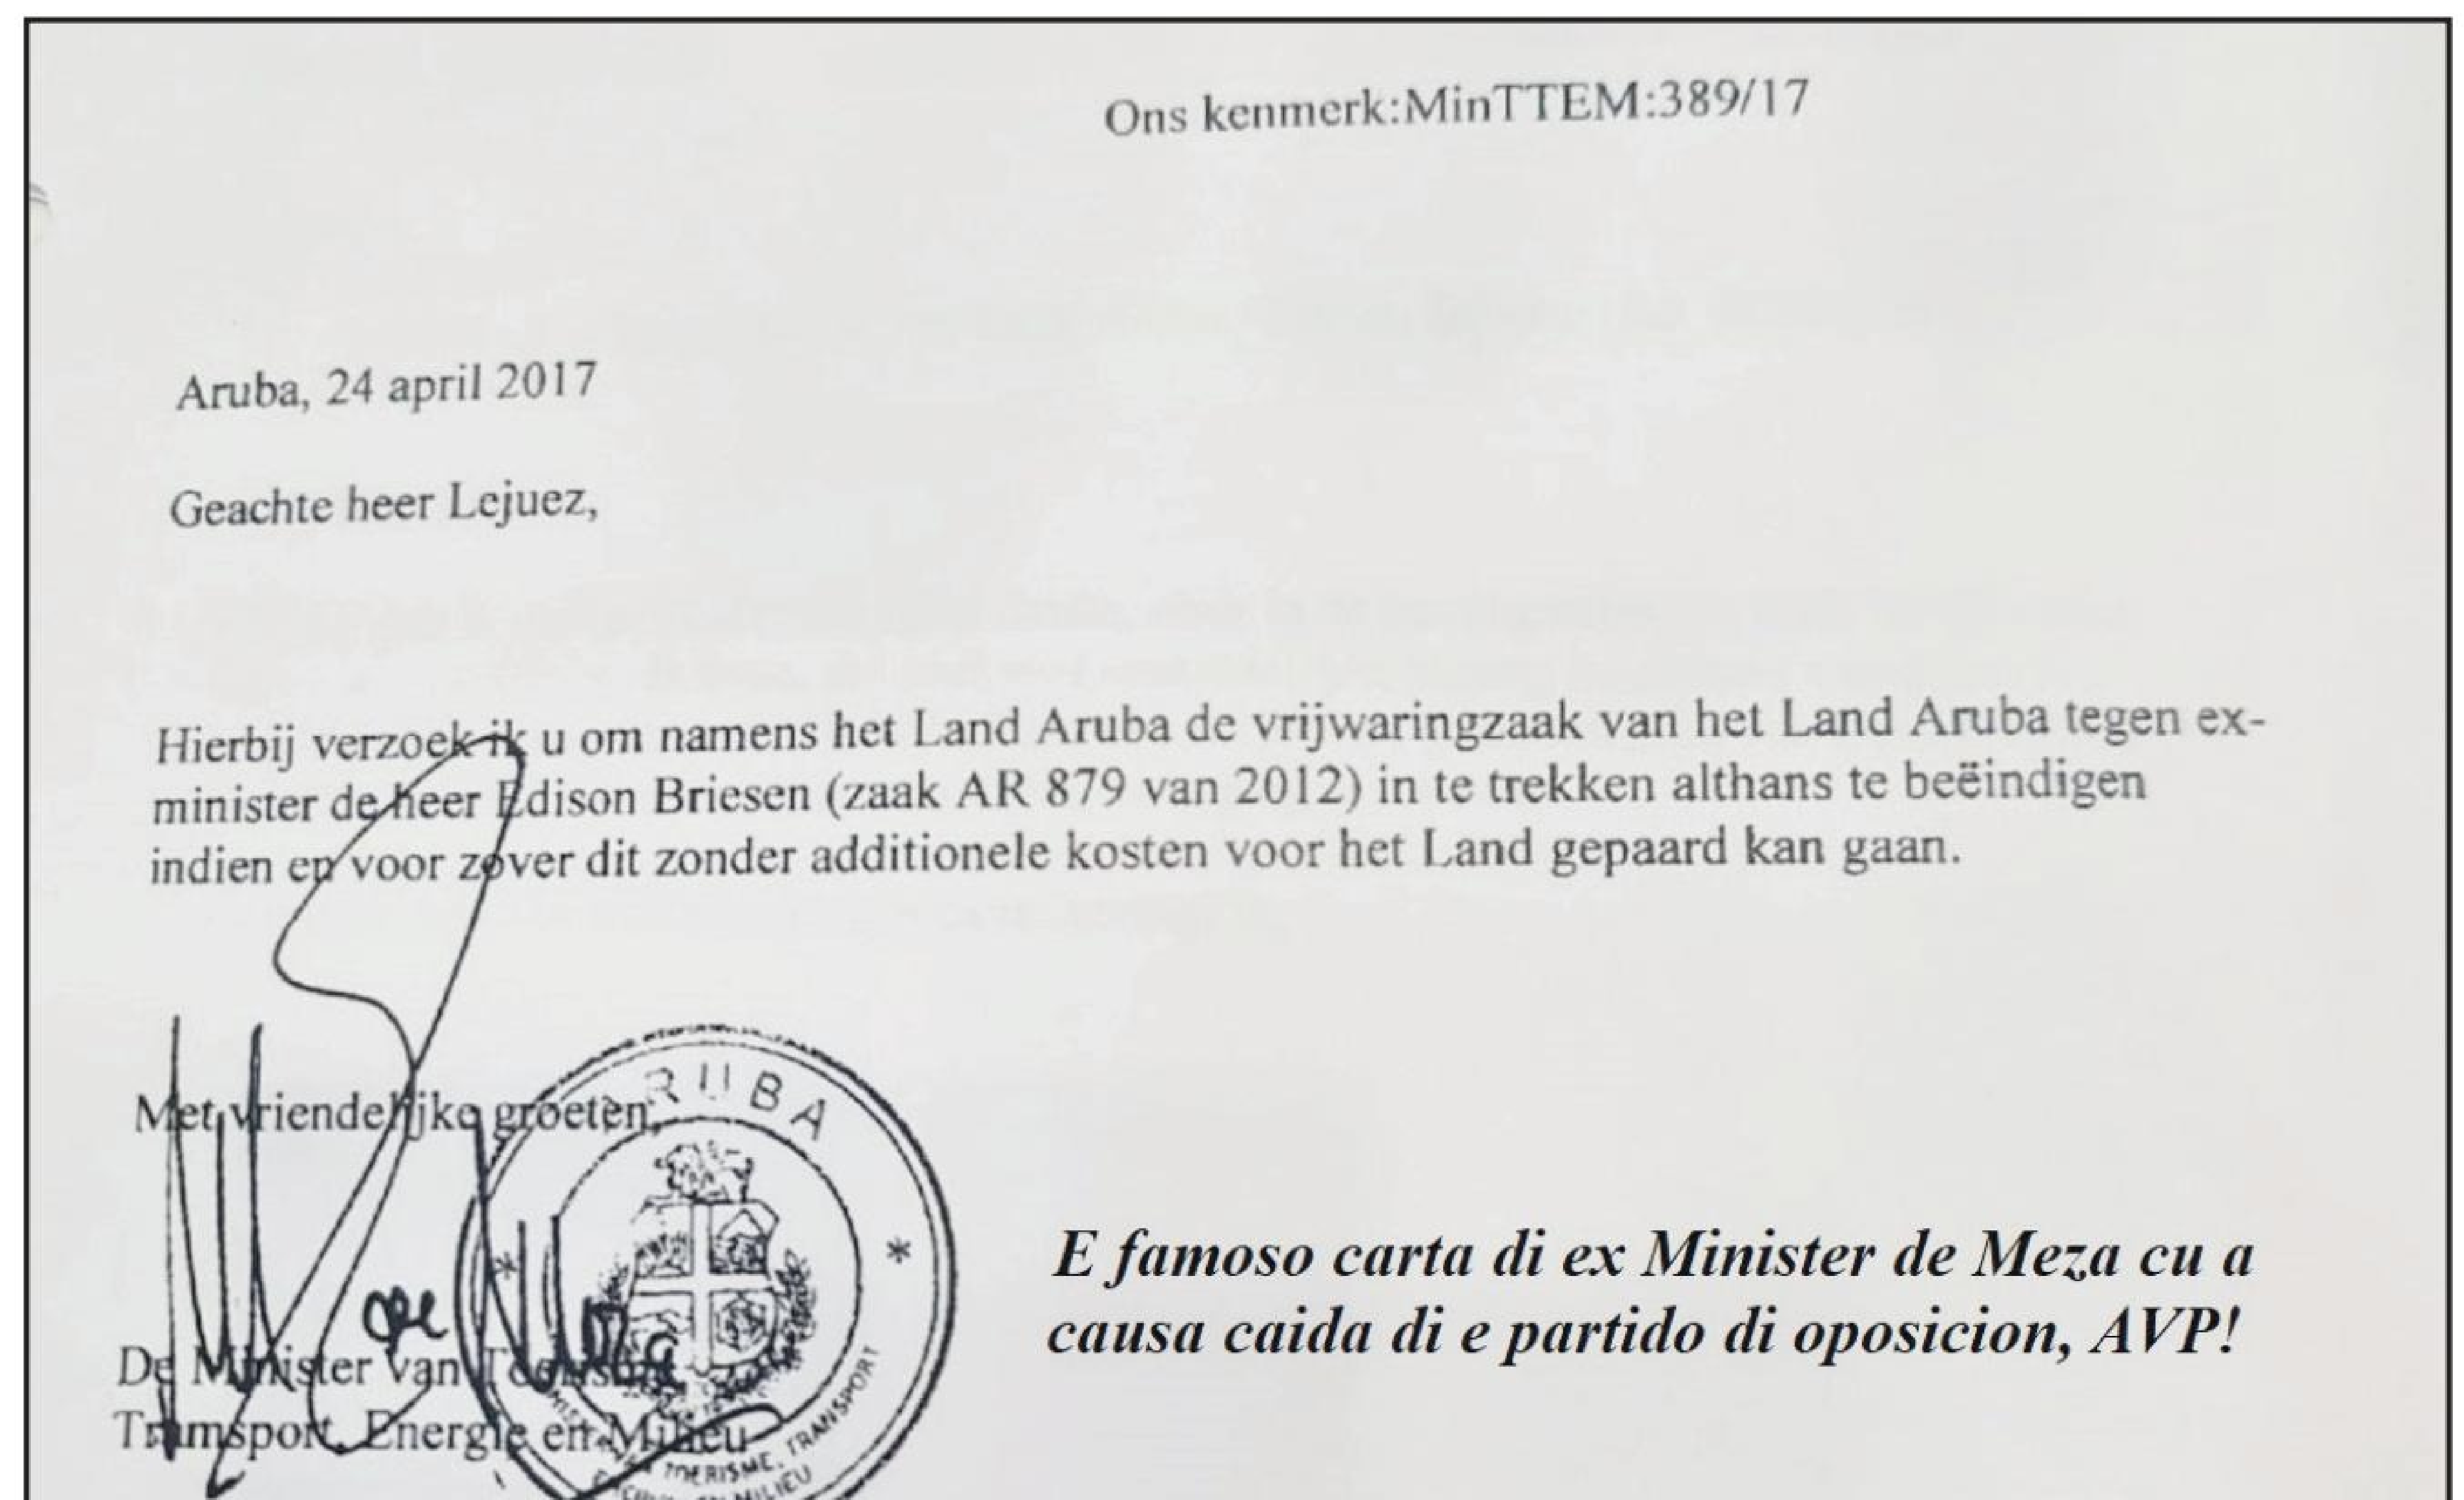 Ons kenmerk:MinTTEM:389/17
Aruba, 24 april 2017
Geachte heer Lejuez,
Hierbij verzoek ik u om namens het Land Aruba de vrijwaringzaak van het Land Aruba tegen ex-
minister de heer Edison Briesen (zaak AR 879 van 2012) in te trekken althans te beëindigen
indien en voor zover dit zonder additionele kosten voor het Land gepaard kan gaan.
Met vriendelijke groeten,
ARUBA
De Minister van Toerisme
Transport, Energie en Milieu
TOERISME, TRANSPORT
EN MILIEU
E famoso carta di ex Minister de Meza cu a
causa caida di e partido di oposicion, AVP!